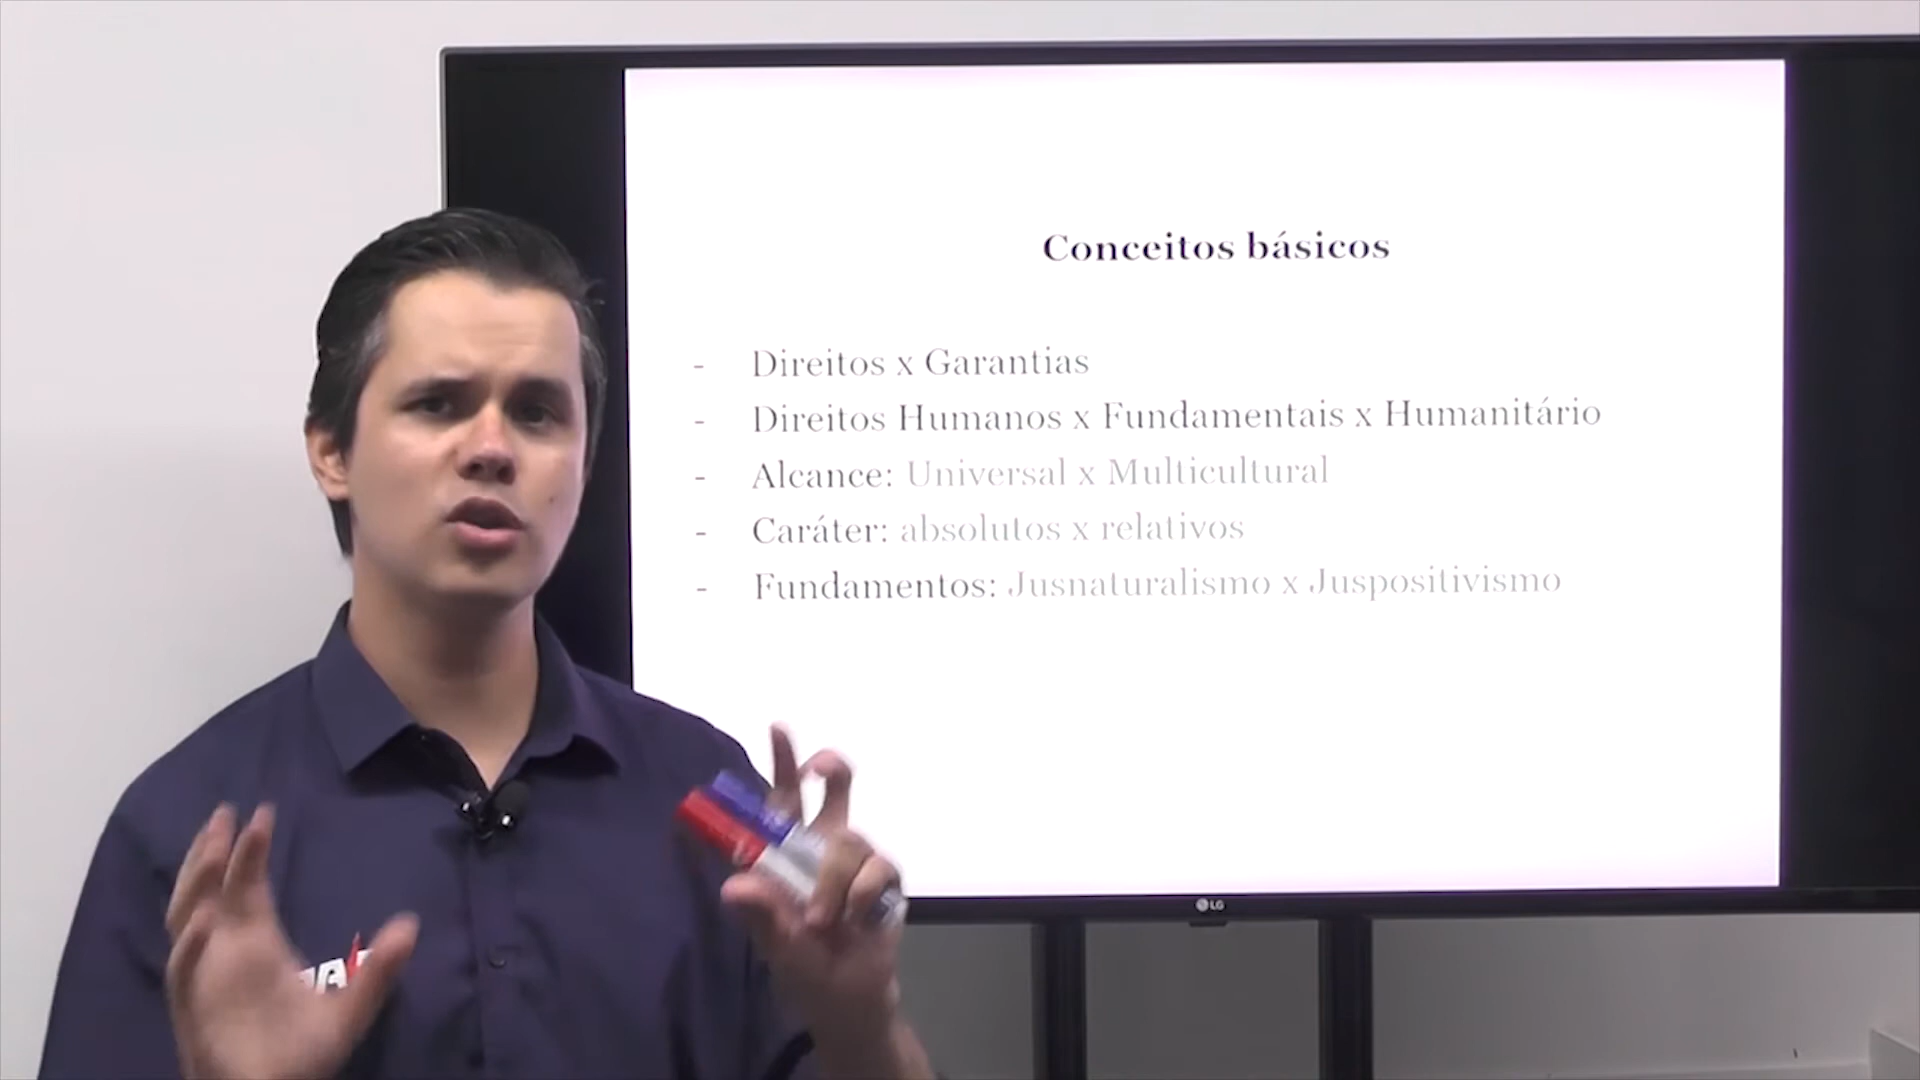 Conceitos básicos
- Direitos x Garantias
- Direitos Humanos x Fundamentais x Humanitário
- Alcance: Universal x Multicultural
- Caráter: absolutos x relativos
- Fundamentos: Jusnaturalismo x Juspositivismo
LG